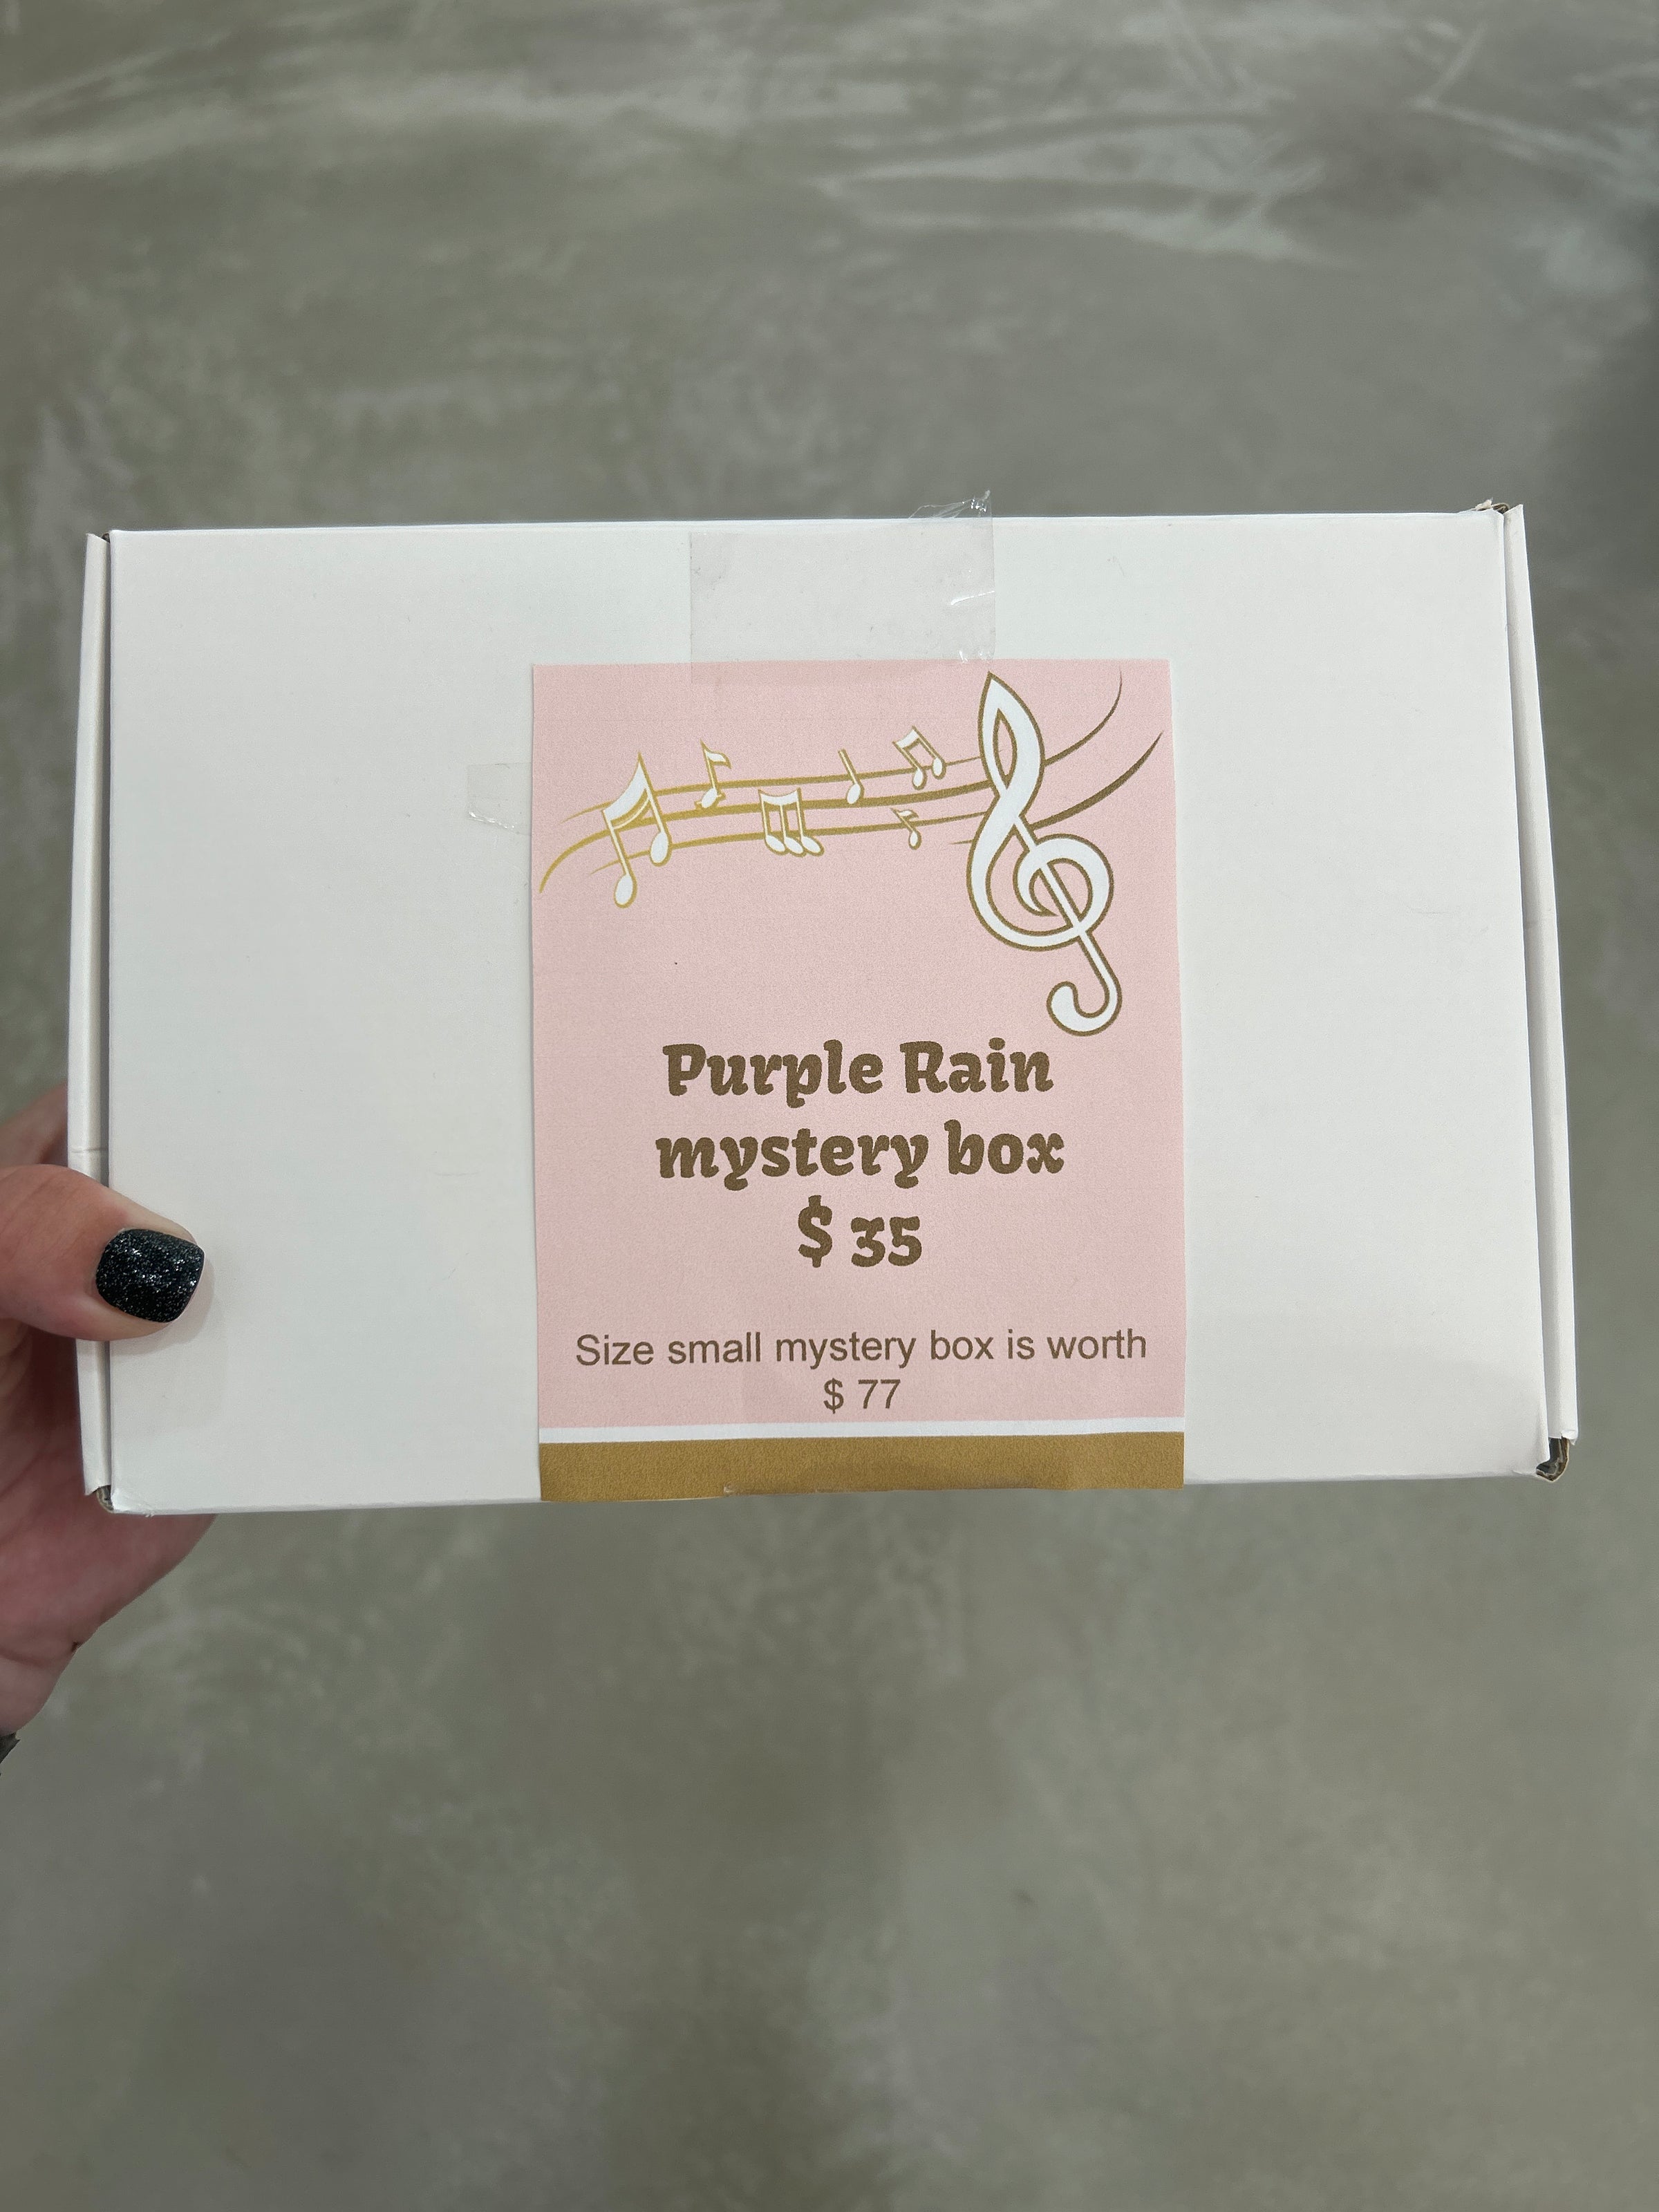 Purple Rain
mystery box
$ 35
Size small mystery box is worth
$ 77